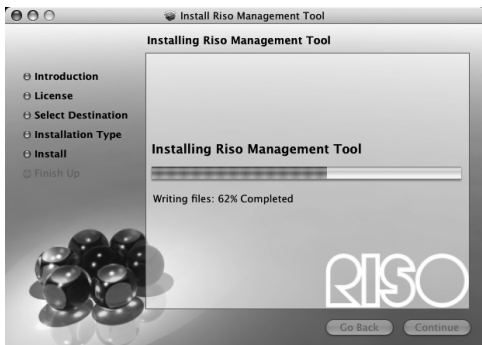 Install Riso Management Tool
Installing Riso Management Tool
Introduction
License
Select Destination
Installation Type
Install
Finish Up
Installing Riso Management Tool
Writing files: 62% Completed
RISO
Go Back
Continue